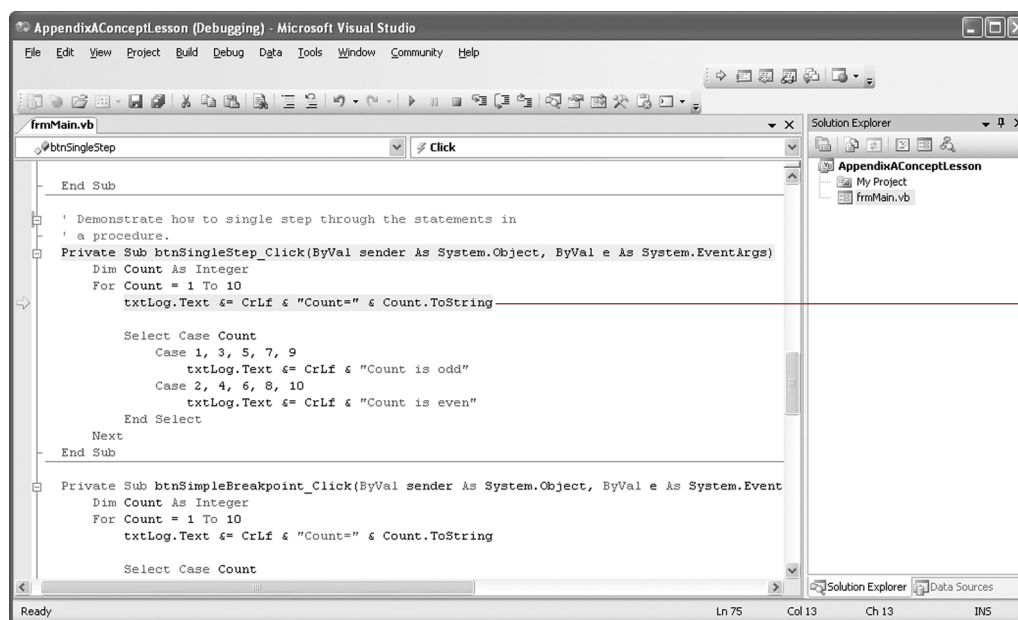 AppendixAConceptLesson (Debugging) - Microsoft Visual Studio
File Edit View Project Build Debug Data Tools Window Community Help
frmMain.vb
btnSingleStep
Click
End Sub
' Demonstrate how to single step through the statements in
' a procedure.
Private Sub btnSingleStep_Click(ByVal sender As System.Object, ByVal e As System.EventArgs)
Dim Count As Integer
For Count = 1 To 10
txtLog.Text &= CrLf & "Count=" & Count.ToString
Select Case Count
Case 1, 3, 5, 7, 9
txtLog.Text &= CrLf & "Count is odd"
Case 2, 4, 6, 8, 10
txtLog.Text &= CrLf & "Count is even"
End Select
Next
End Sub
Private Sub btnSimpleBreakpoint_Click(ByVal sender As System.Object, ByVal e As System.Event
Dim Count As Integer
For Count = 1 To 10
txtLog.Text &= CrLf & "Count=" & Count.ToString
Select Case Count
Solution Explorer
AppendixAConceptLesson
My Project
frmMain.vb
Solution Explorer Data Sources
Ready Ln 75 Col 13 Ch 13 INS